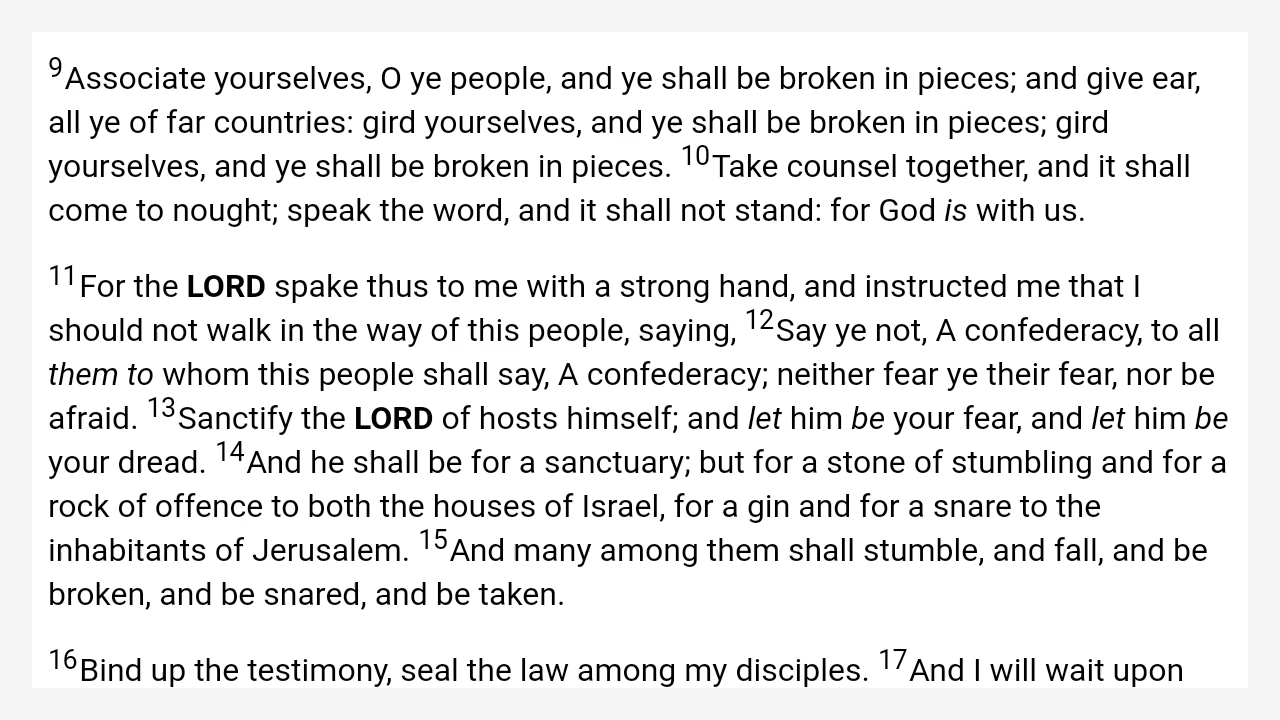 9Associate yourselves, O ye people, and ye shall be broken in pieces; and give ear,
all ye of far countries: gird yourselves, and ye shall be broken in pieces; gird
yourselves, and ye shall be broken in pieces. 10Take counsel together, and it shall
come to nought; speak the word, and it shall not stand: for God is with us.
11For the LORD spake thus to me with a strong hand, and instructed me that I
should not walk in the way of this people, saying, 12Say ye not, A confederacy, to all
them to whom this people shall say, A confederacy; neither fear ye their fear, nor be
afraid. 13Sanctify the LORD of hosts himself; and let him be your fear, and let him be
your dread. 14And he shall be for a sanctuary; but for a stone of stumbling and for a
rock of offence to both the houses of Israel, for a gin and for a snare to the
inhabitants of Jerusalem. 15And many among them shall stumble, and fall, and be
broken, and be snared, and be taken.
16Bind up the testimony, seal the law among my disciples. 17And I will wait upon